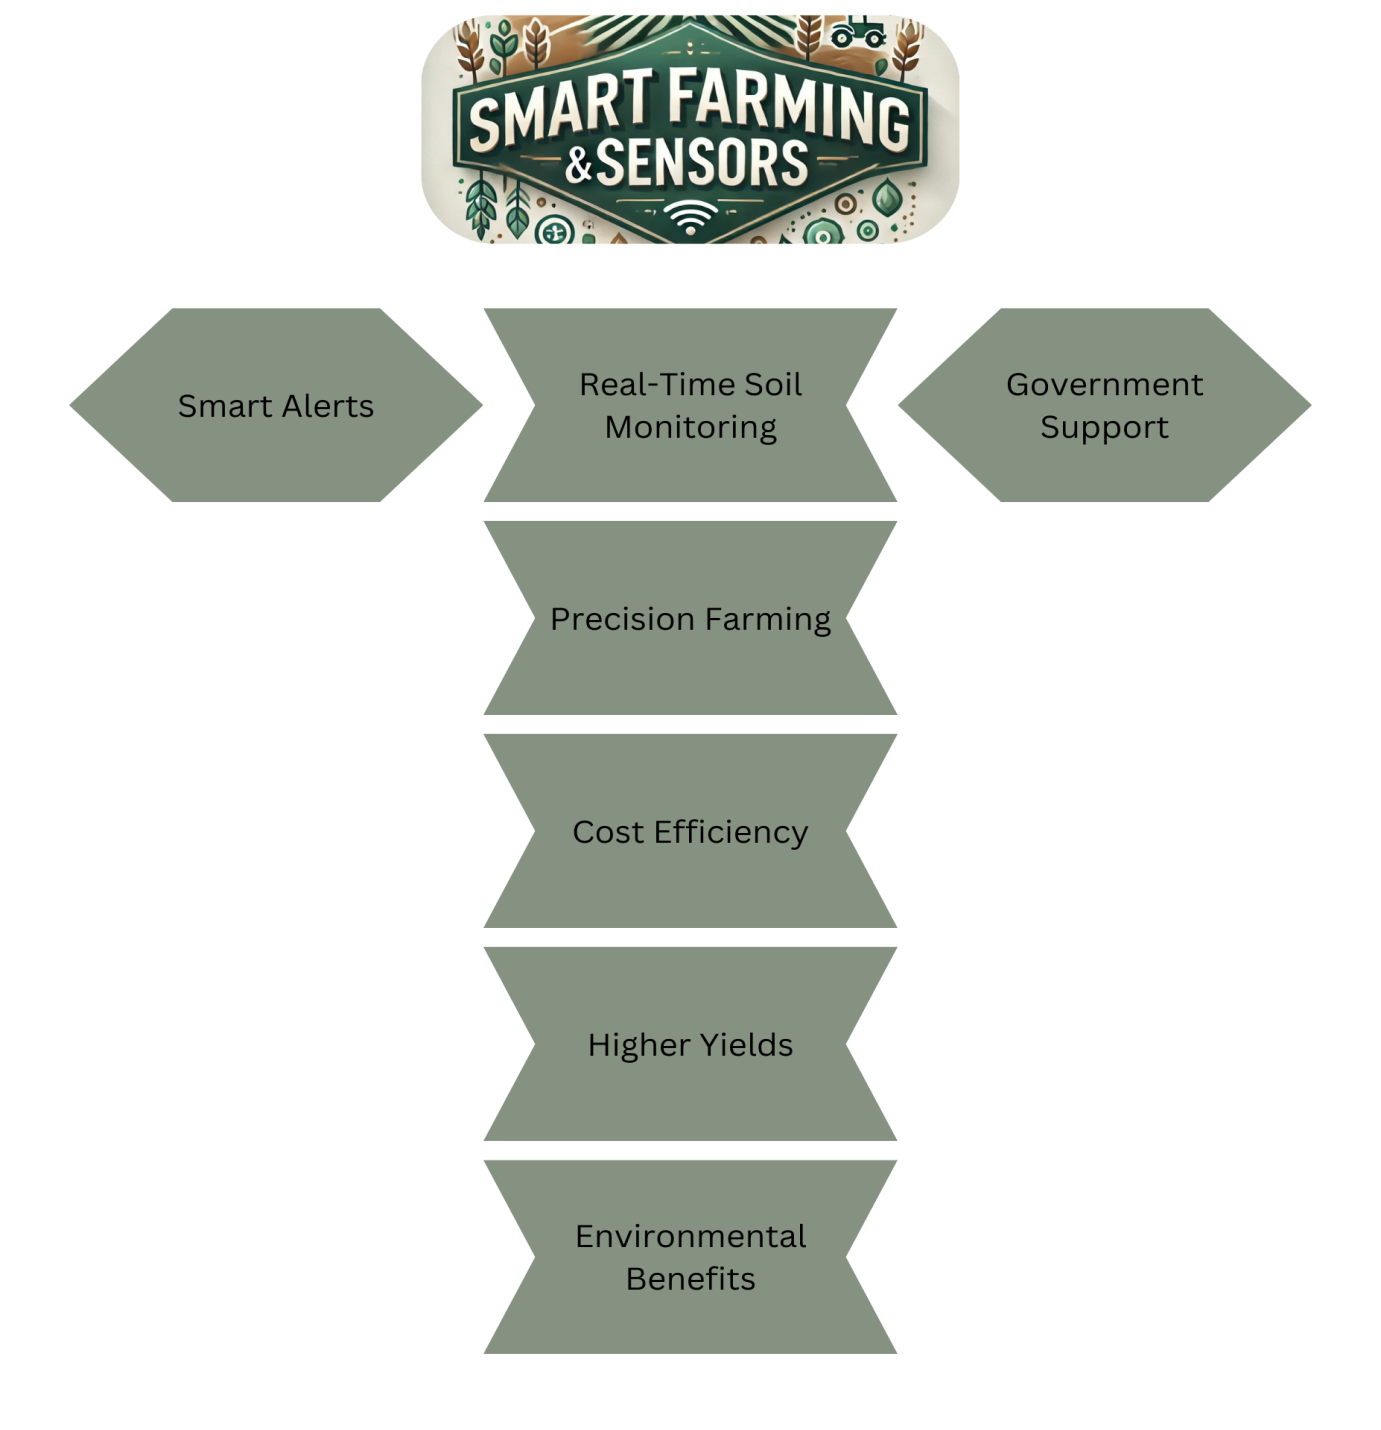 SMART FARMING
&SENSORS
Smart Alerts
Real-Time Soil
Monitoring
Government
Support
Precision Farming
Cost Efficiency
Higher Yields
Environmental
Benefits